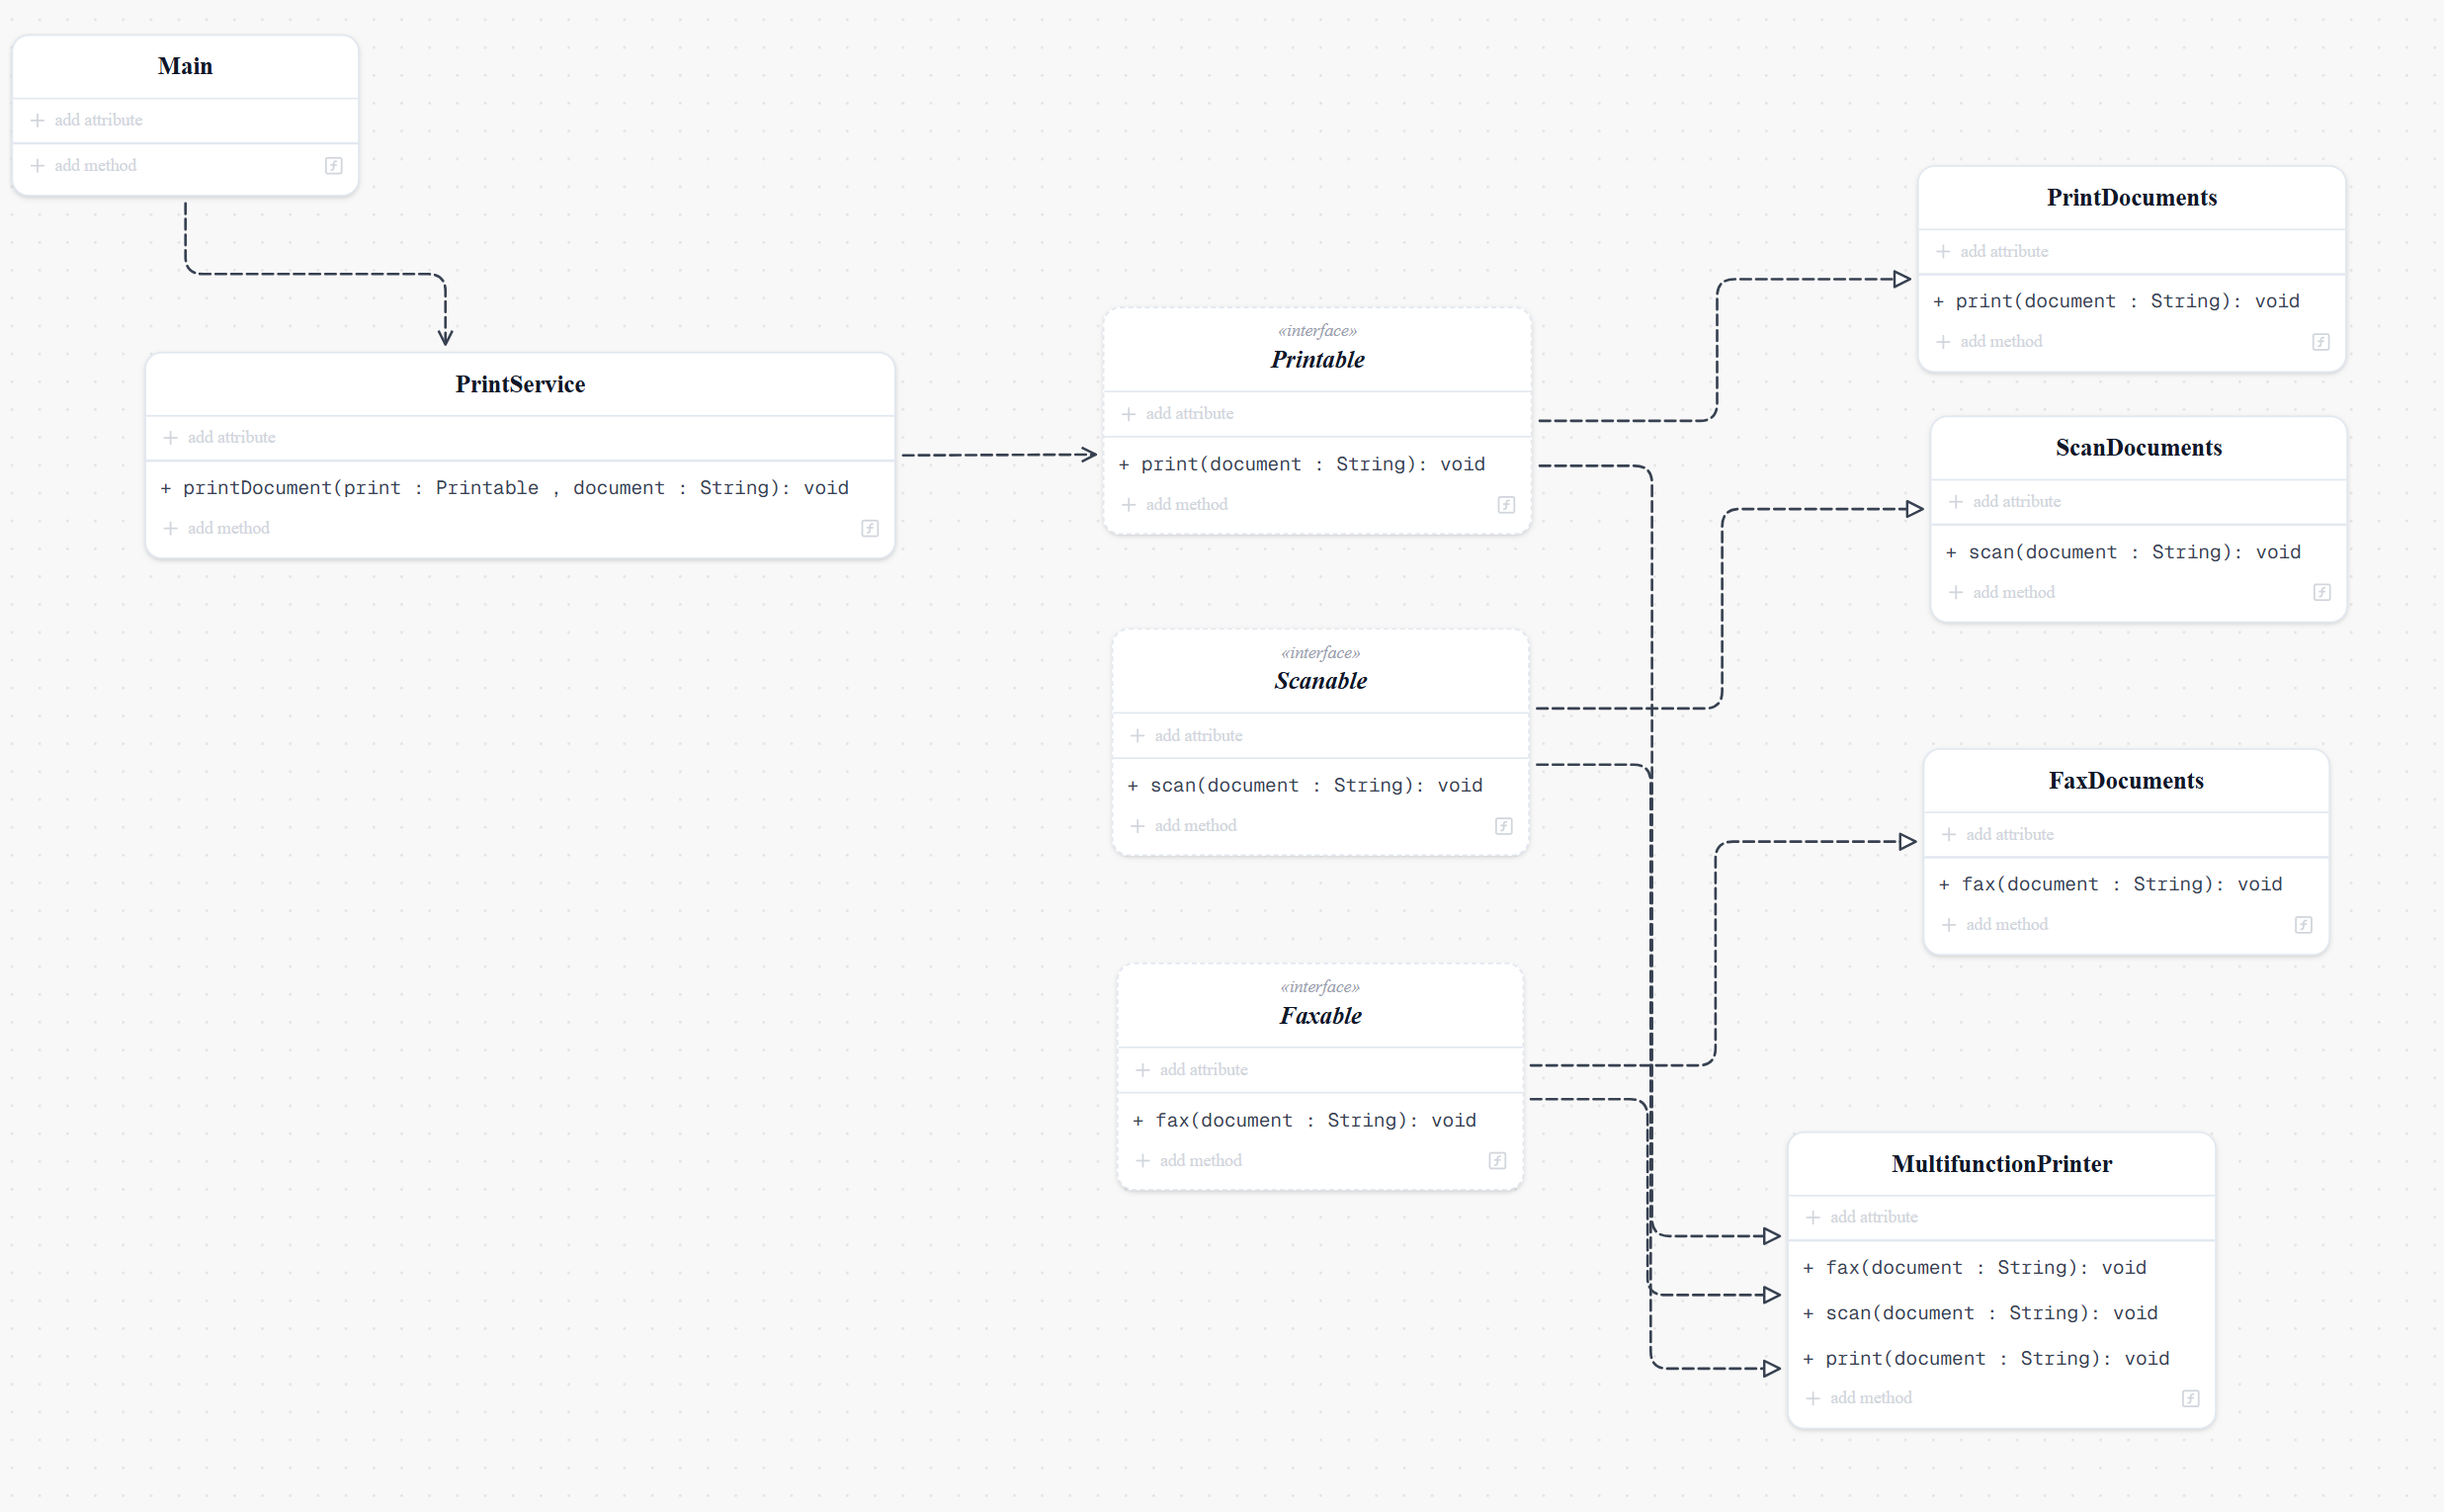 Main
add attribute
add method
PrintService
add attribute
+ printDocument(print : Printable , document : String): void
add method
«interface»
Printable
add attribute
+ print(document : String): void
add method
«interface»
Scanable
add attribute
+ scan(document : String): void
add method
«interface»
Faxable
add attribute
+ fax(document : String): void
add method
PrintDocuments
add attribute
+ print(document : String): void
add method
ScanDocuments
add attribute
+ scan(document : String): void
add method
FaxDocuments
add attribute
+ fax(document : String): void
add method
MultifunctionPrinter
add attribute
+ fax(document : String): void
+ scan(document : String): void
+ print(document : String): void
add method